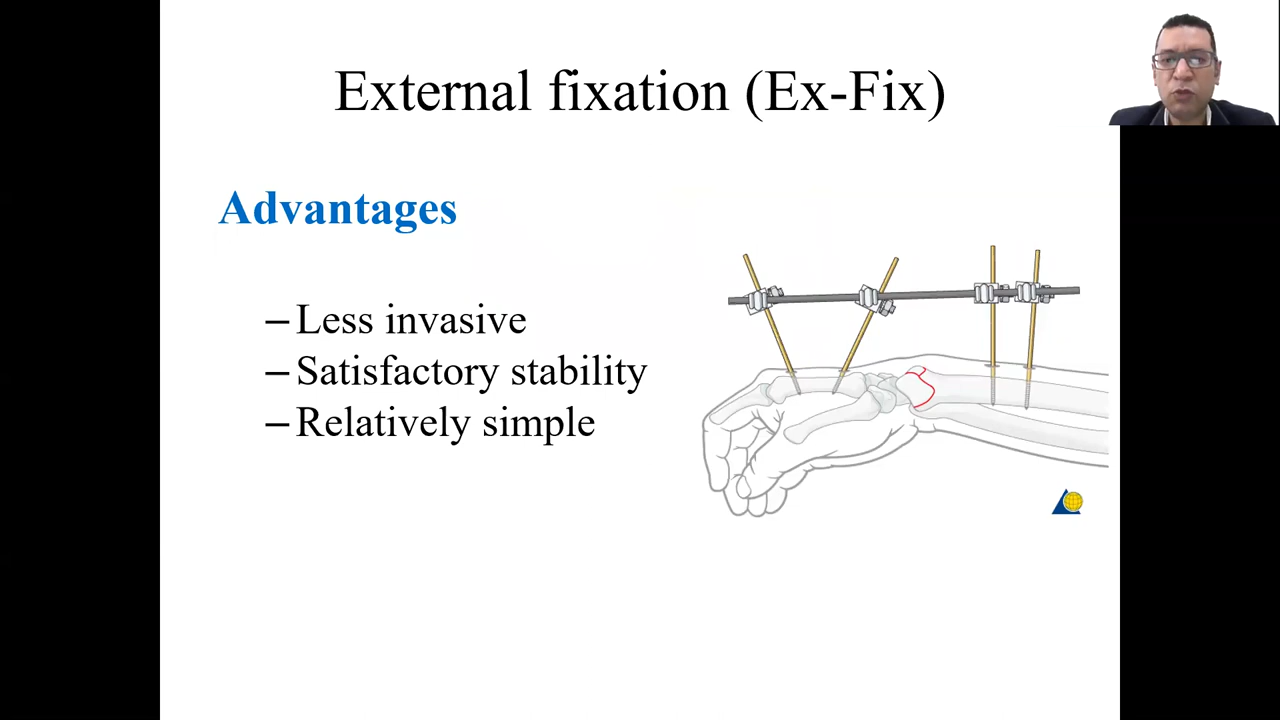 External fixation (Ex-Fix)
Advantages
– Less invasive
– Satisfactory stability
– Relatively simple